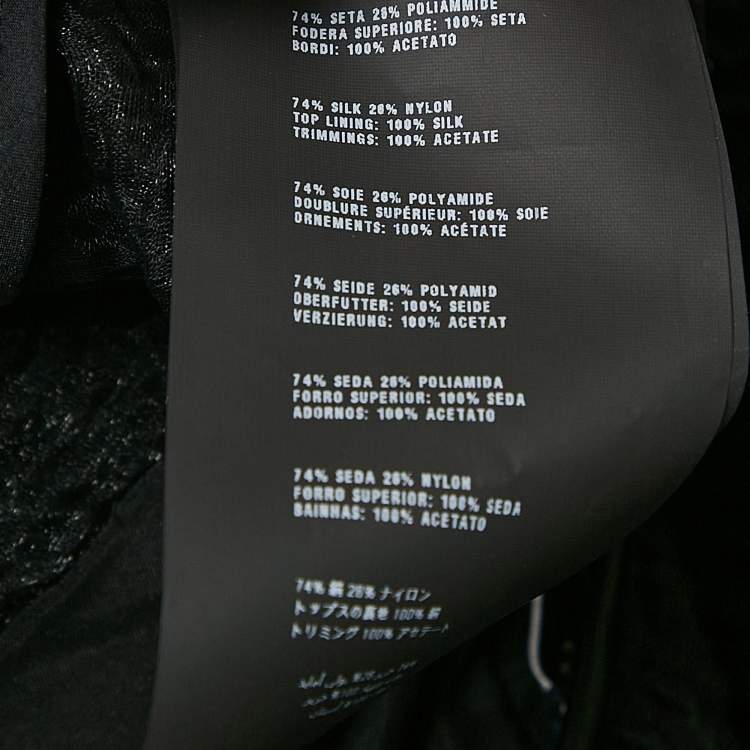 74% SETA 26% POLIAMMIDE
FODERA SUPERIORE: 100% SETA
BORDI: 100% ACETATO
74% SILK 26% NYLON
TOP LINING: 100% SILK
TRIMMINGS: 100% ACETATE
74% SOIE 26% POLYAMIDE
DOUBLURE SUPÉRIEUR: 100% SOIE
ORNEMENTS: 100% ACÉTATE
74% SEIDE 26% POLYAMID
OBERFUTTER: 100% SEIDE
VERZIERUNG: 100% ACETAT
74% SEDA 26% POLIAMIDA
FORRO SUPERIOR: 100% SEDA
ADORNOS: 100% ACETATO
74% SEDA 26% NYLON
FORRO SUPERIOR: 100% SEDA
BAINHAS: 100% ACETATO
74% 絹 26% ナイロン
トップスの裏地 100% 絹
トリミング 100% アセテート